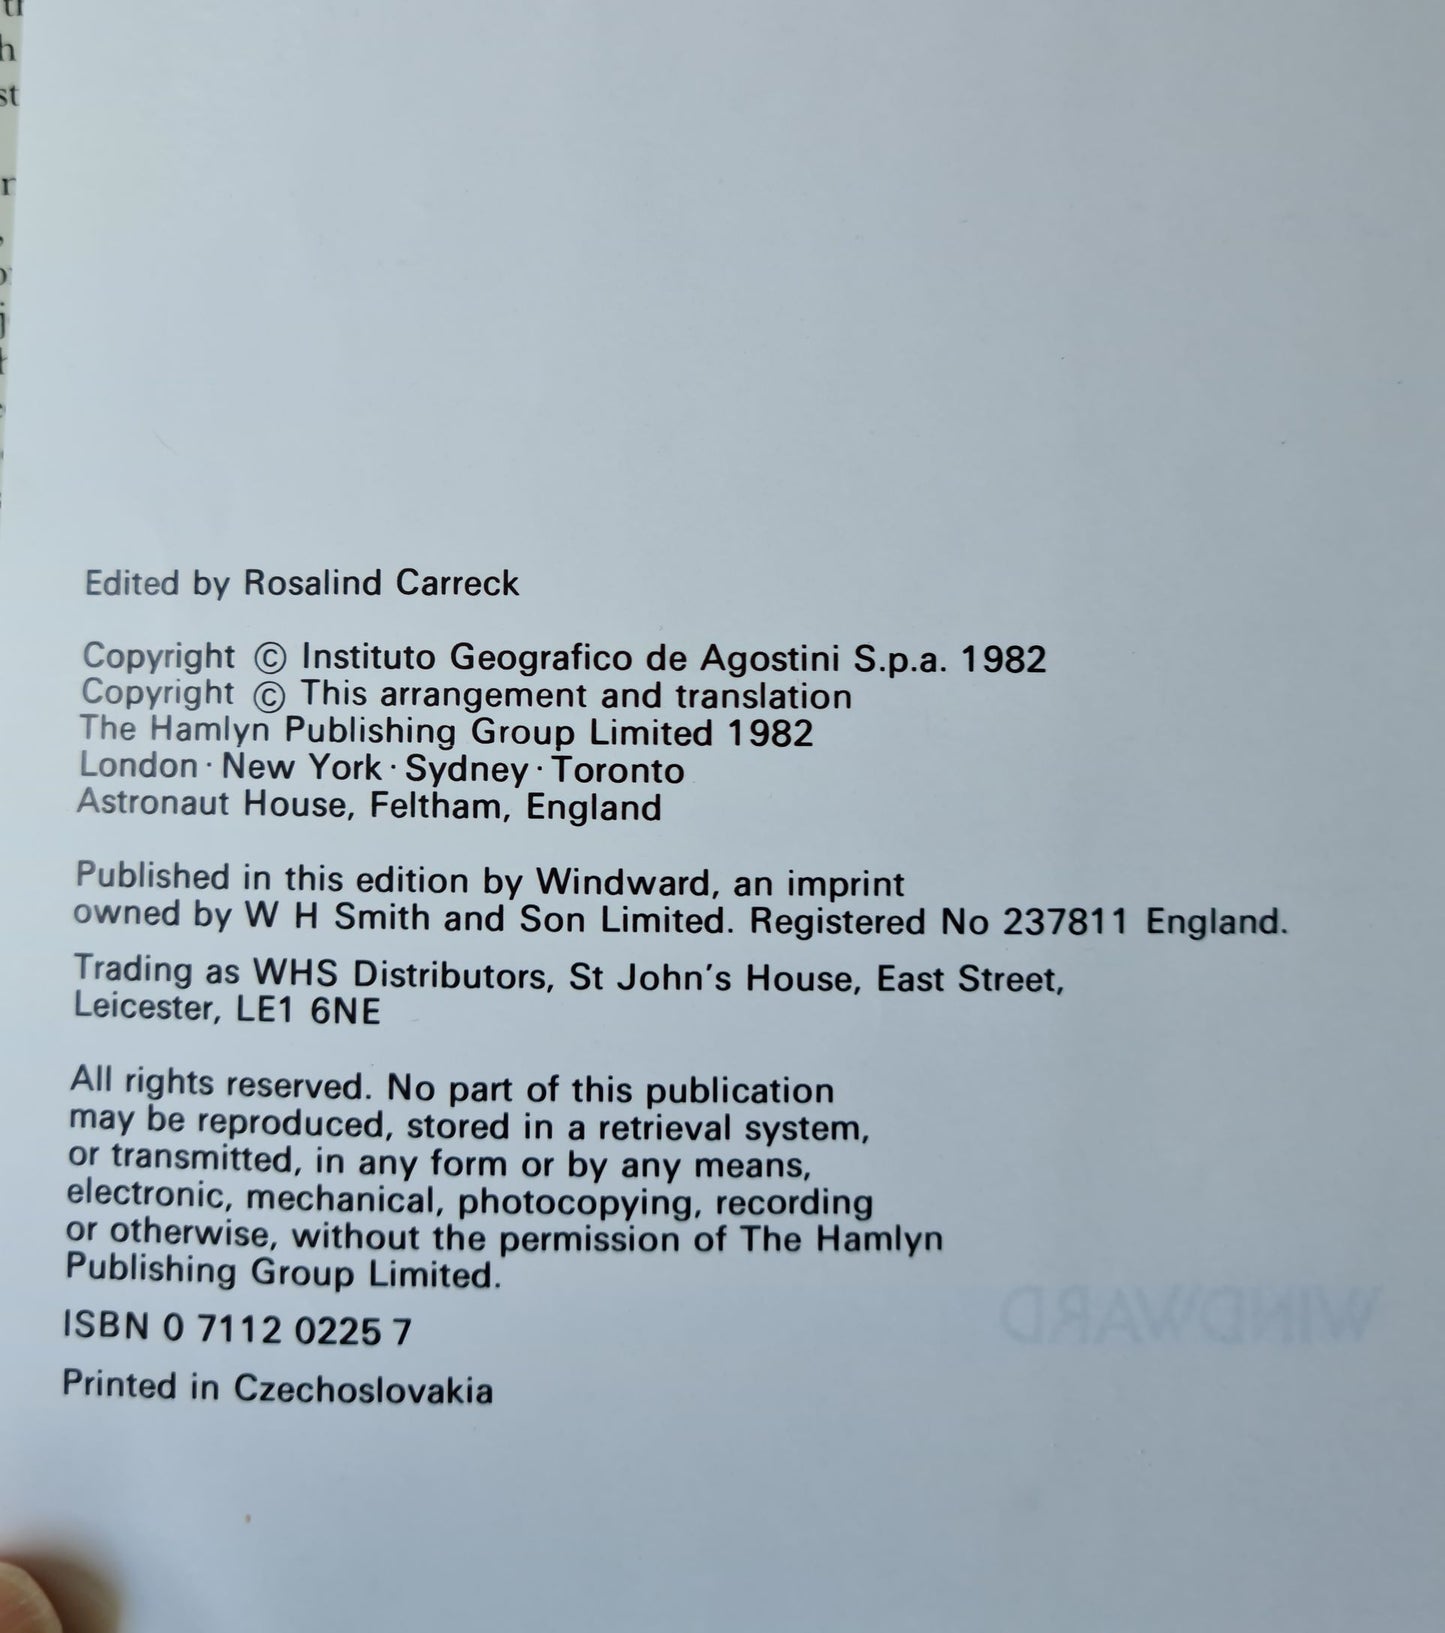 Edited by Rosalind Carreck
Copyright © Instituto Geografico de Agostini S.p.a. 1982
Copyright © This arrangement and translation
The Hamlyn Publishing Group Limited 1982
London · New York · Sydney · Toronto
Astronaut House, Feltham, England
Published in this edition by Windward, an imprint
owned by W H Smith and Son Limited. Registered No 237811 England.
Trading as WHS Distributors, St John's House, East Street,
Leicester, LE1 6NE
All rights reserved. No part of this publication
may be reproduced, stored in a retrieval system,
or transmitted, in any form or by any means,
electronic, mechanical, photocopying, recording
or otherwise, without the permission of The Hamlyn
Publishing Group Limited.
WINDWARD
ISBN 0 7112 0225 7
Printed in Czechoslovakia